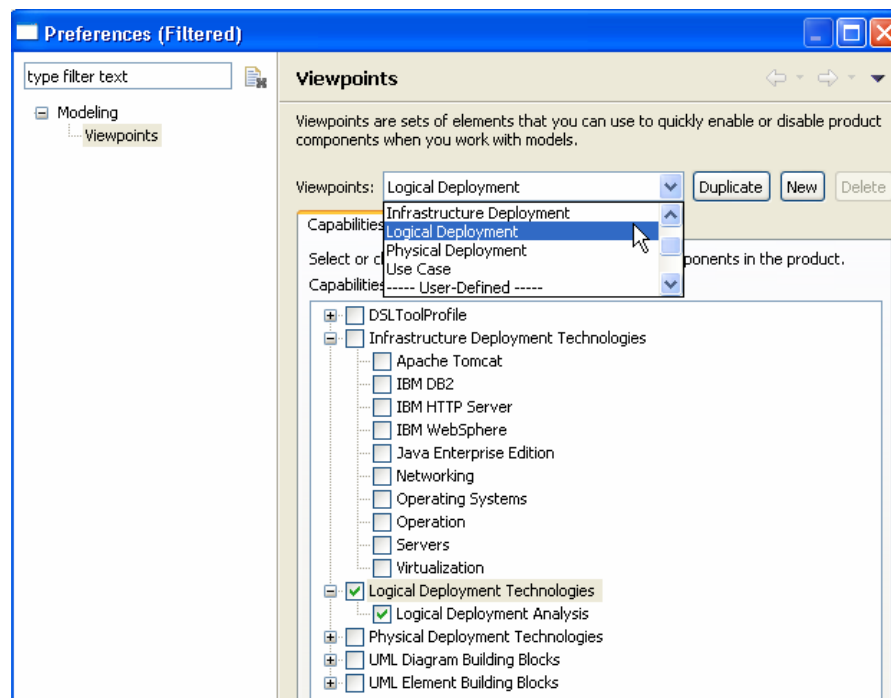 Preferences (Filtered)
type filter text
Modeling
Viewpoints
Viewpoints
Viewpoints are sets of elements that you can use to quickly enable or disable product
components when you work with models.
Viewpoints: Logical Deployment Duplicate New Delete
Infrastructure Deployment
Capabilities Logical Deployment
Physical Deployment
Select or ponents in the product.
Use Case
Capabilities ----- User-Defined -----
DSLToolProfile
Infrastructure Deployment Technologies
Apache Tomcat
IBM DB2
IBM HTTP Server
IBM WebSphere
Java Enterprise Edition
Networking
Operating Systems
Operation
Servers
Virtualization
Logical Deployment Technologies
Logical Deployment Analysis
Physical Deployment Technologies
UML Diagram Building Blocks
UML Element Building Blocks